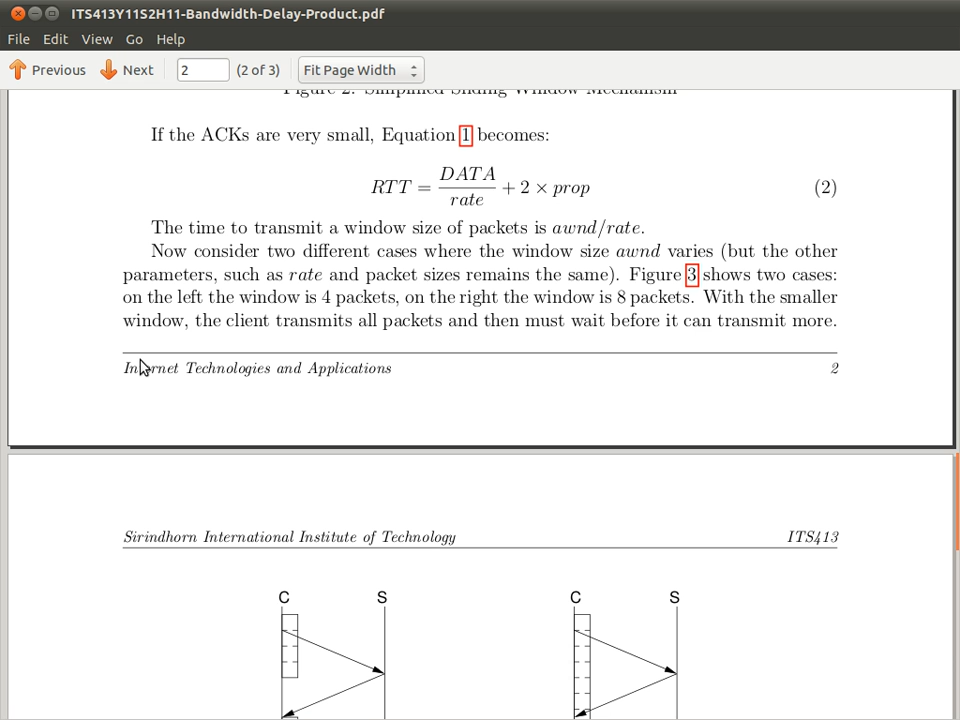 ITS413Y11S2H11-Bandwidth-Delay-Product.pdf
File Edit View Go Help
Previous Next 2 (2 of 3) Fit Page Width
Figure 2: Simplified Sliding Window Mechanism
If the ACKs are very small, Equation 1 becomes:
RTT = DATA/rate + 2 × prop (2)
The time to transmit a window size of packets is awnd/rate.
Now consider two different cases where the window size awnd varies (but the other
parameters, such as rate and packet sizes remains the same). Figure 3 shows two cases:
on the left the window is 4 packets, on the right the window is 8 packets. With the smaller
window, the client transmits all packets and then must wait before it can transmit more.
Internet Technologies and Applications 2
Sirindhorn International Institute of Technology ITS413
C S C S